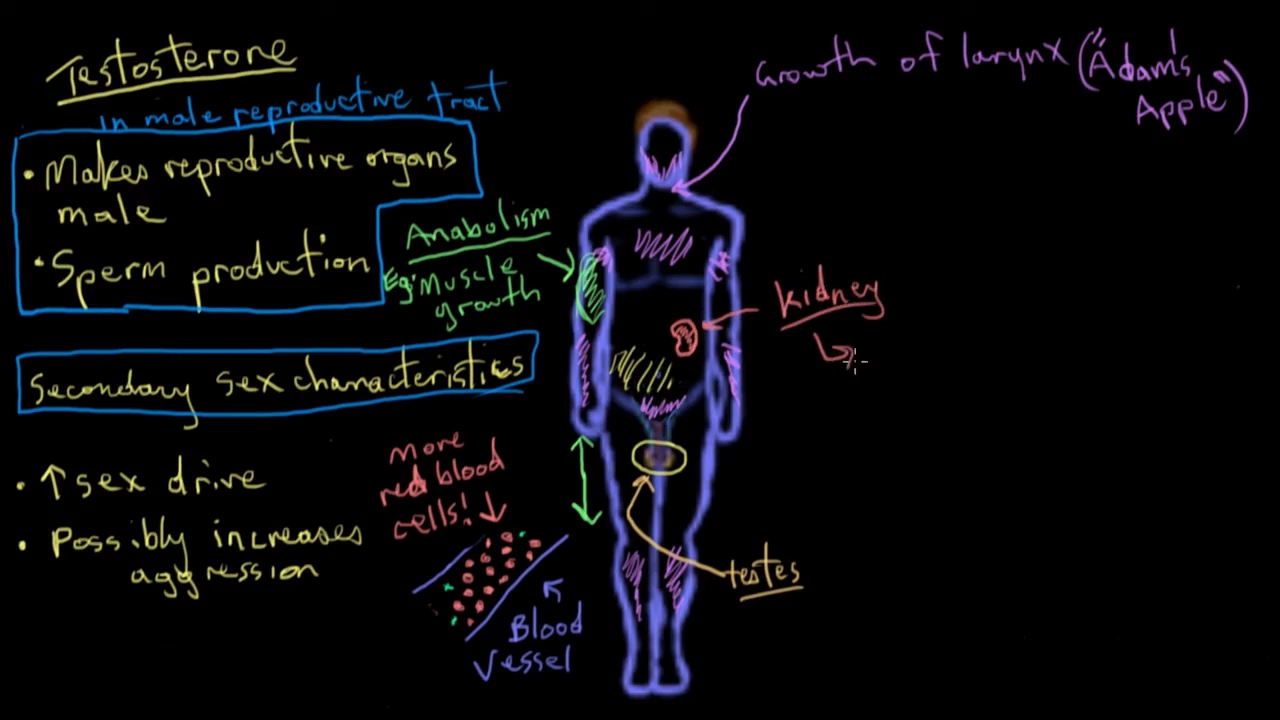 Testosterone
in male reproductive tract
• Makes reproductive organs
male
• Sperm production
Secondary sex characteristics
• ↑ sex drive
• Possibly increases
aggression
Anabolism
Eg: Muscle
growth
more
red blood
cells!
Blood
vessel
Growth of larynx ("Adam's
Apple")
kidney
testes